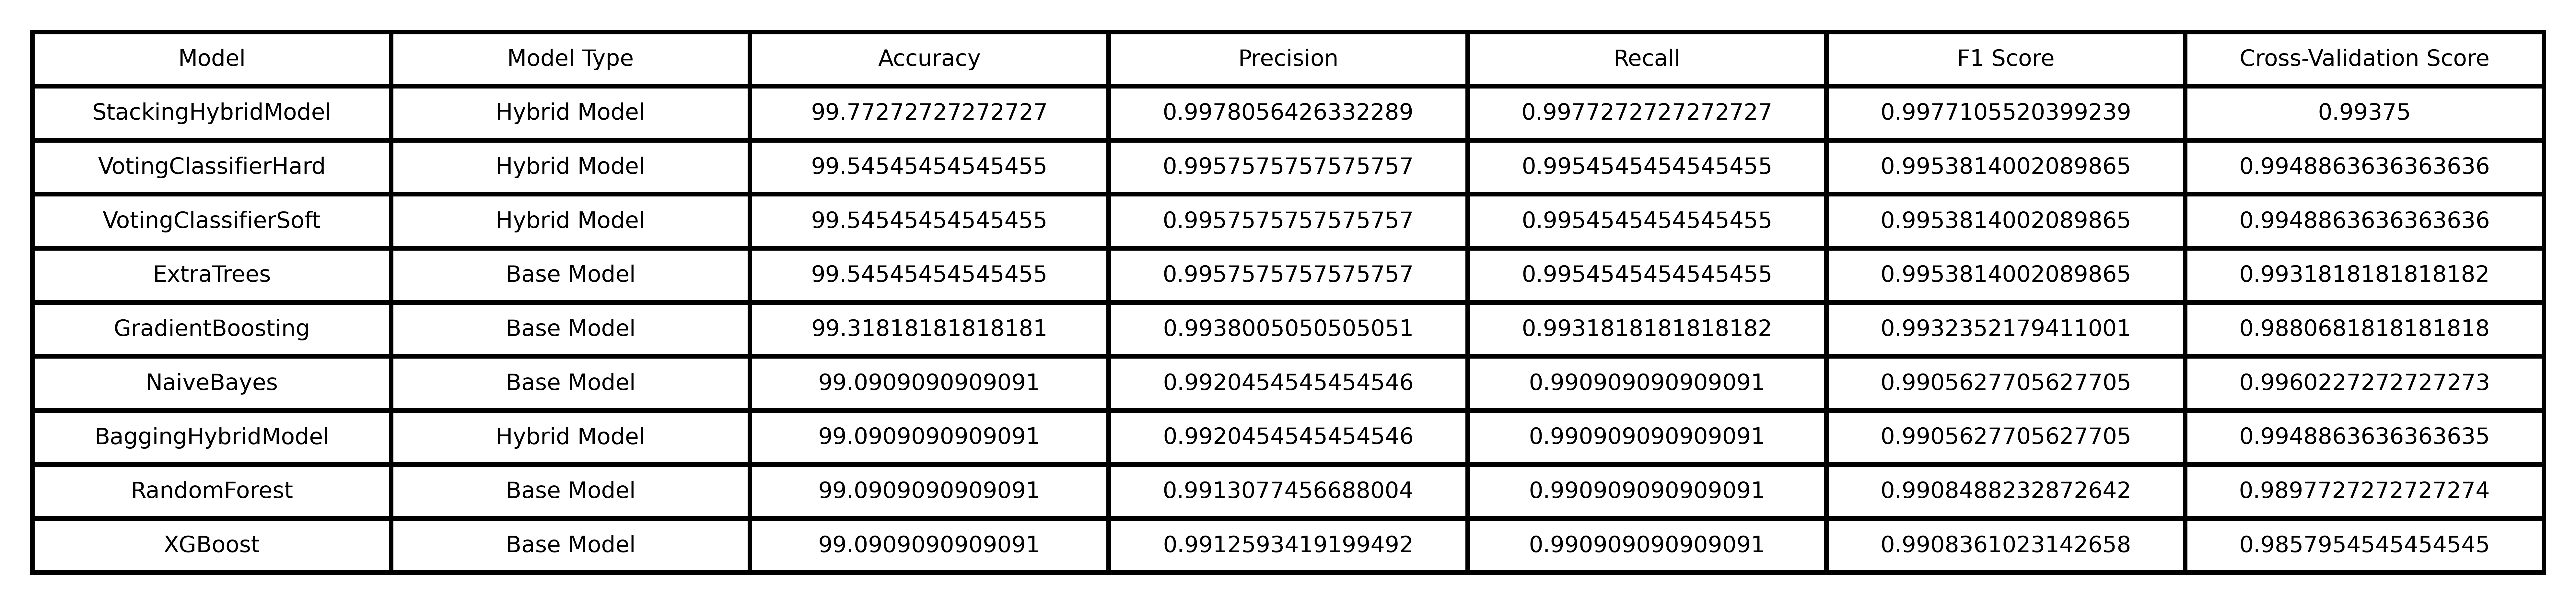 Model Model Type Accuracy Precision Recall F1 Score Cross-Validation Score
StackingHybridModel Hybrid Model 99.77272727272727 0.9978056426332289 0.9977272727272727 0.9977105520399239 0.99375
VotingClassifierHard Hybrid Model 99.54545454545455 0.9957575757575757 0.9954545454545455 0.9953814002089865 0.9948863636363636
VotingClassifierSoft Hybrid Model 99.54545454545455 0.9957575757575757 0.9954545454545455 0.9953814002089865 0.9948863636363636
ExtraTrees Base Model 99.54545454545455 0.9957575757575757 0.9954545454545455 0.9953814002089865 0.9931818181818182
GradientBoosting Base Model 99.31818181818181 0.9938005050505051 0.9931818181818182 0.9932352179411001 0.9880681818181818
NaiveBayes Base Model 99.0909090909091 0.9920454545454546 0.990909090909091 0.9905627705627705 0.9960227272727273
BaggingHybridModel Hybrid Model 99.0909090909091 0.9920454545454546 0.990909090909091 0.9905627705627705 0.9948863636363635
RandomForest Base Model 99.0909090909091 0.9913077456688004 0.990909090909091 0.9908488232872642 0.9897727272727274
XGBoost Base Model 99.0909090909091 0.9912593419199492 0.990909090909091 0.9908361023142658 0.9857954545454545